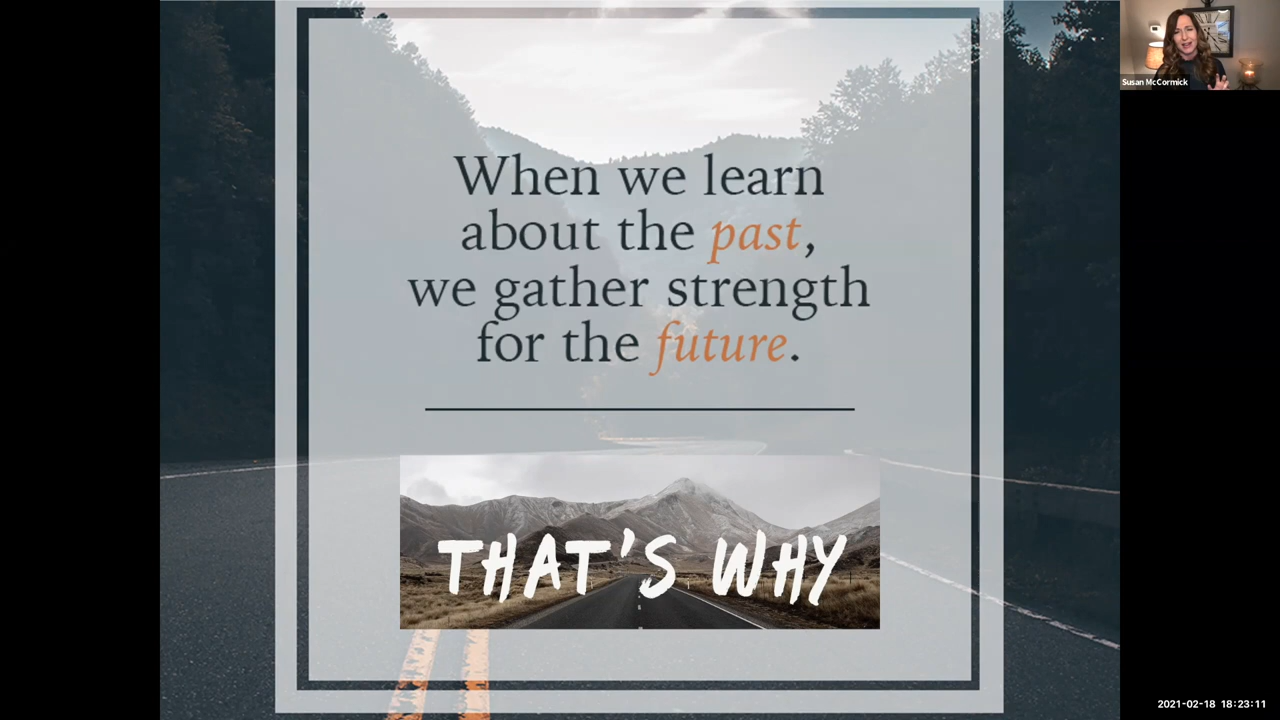 When we learn
about the past,
we gather strength
for the future.
THAT'S WHY
Susan McCormick
2021-02-18 18:23:11